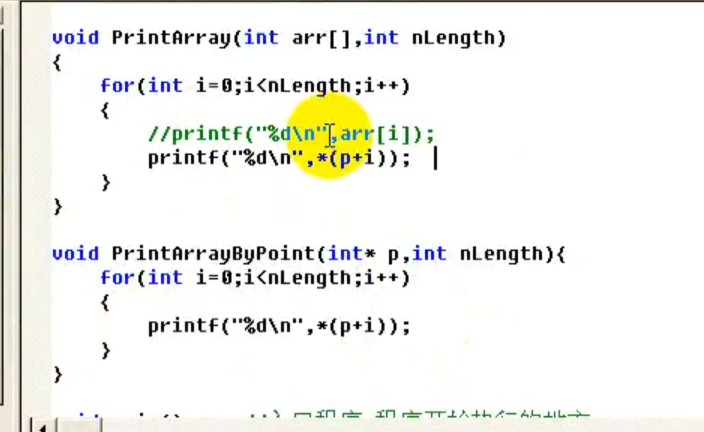 void PrintArray(int arr[],int nLength)
{
for(int i=0;i<nLength;i++)
{
//printf("%d\n",arr[i]);
printf("%d\n",*(p+i));
}
}
void PrintArrayByPoint(int* p,int nLength){
for(int i=0;i<nLength;i++)
{
printf("%d\n",*(p+i));
}
}